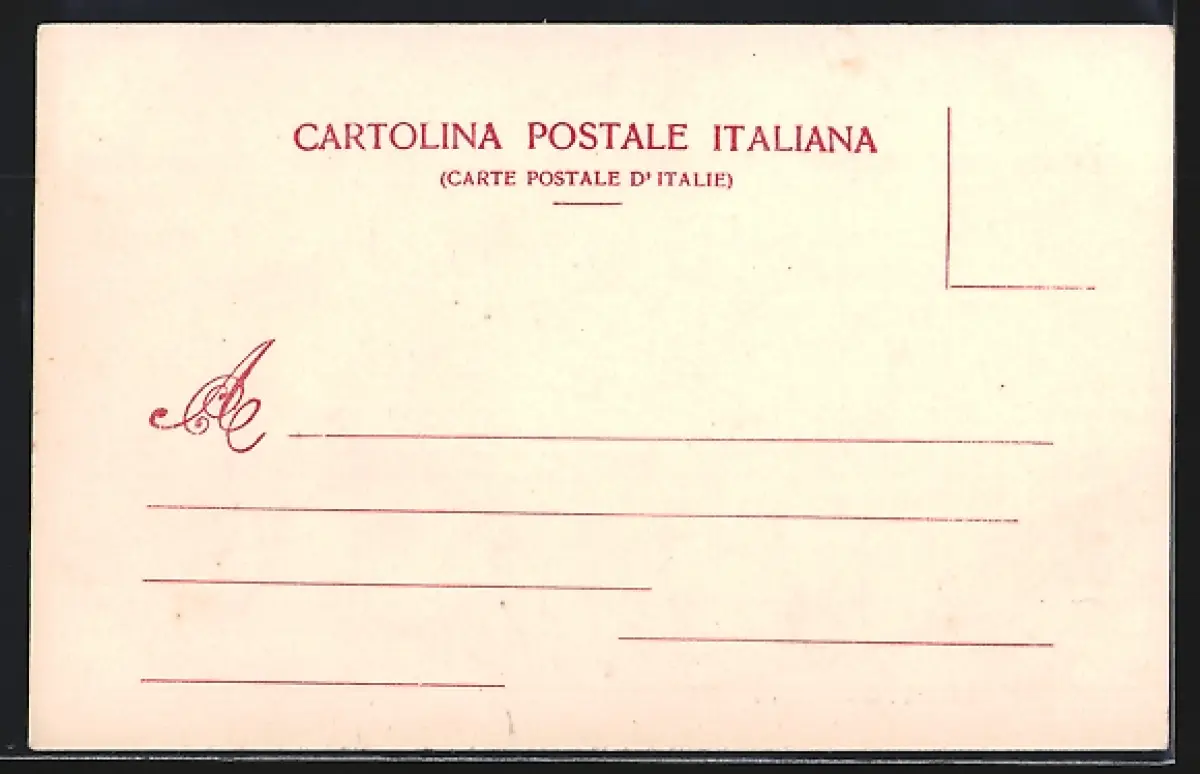 CARTOLINA POSTALE ITALIANA
(CARTE POSTALE D'ITALIE)
A